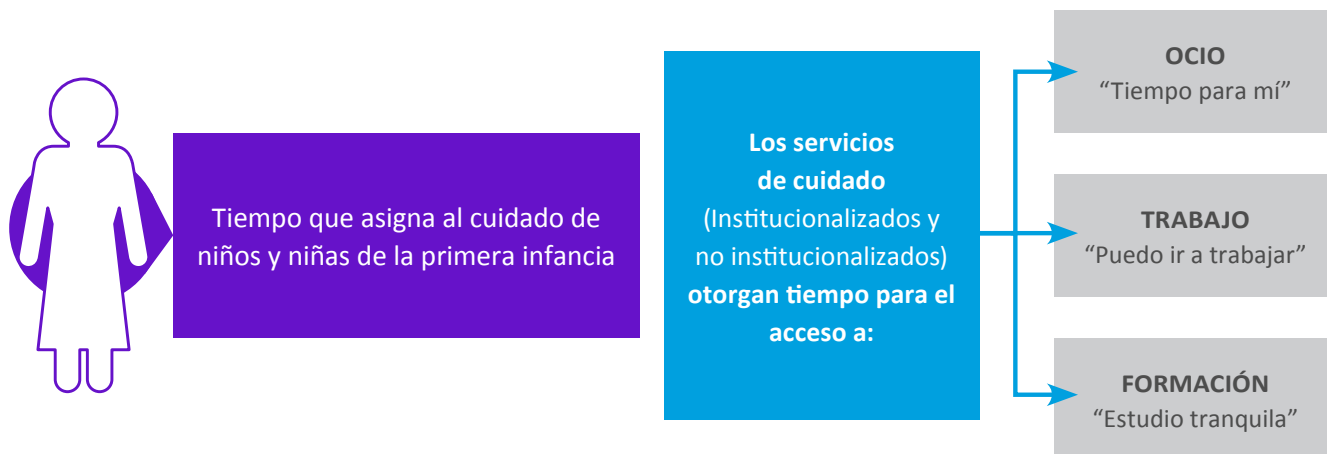 Tiempo que asigna al cuidado de
niños y niñas de la primera infancia
Los servicios
de cuidado
(Institucionalizados y
no institucionalizados)
otorgan tiempo para el
acceso a:
OCIO
“Tiempo para mí”
TRABAJO
“Puedo ir a trabajar”
FORMACIÓN
“Estudio tranquila”